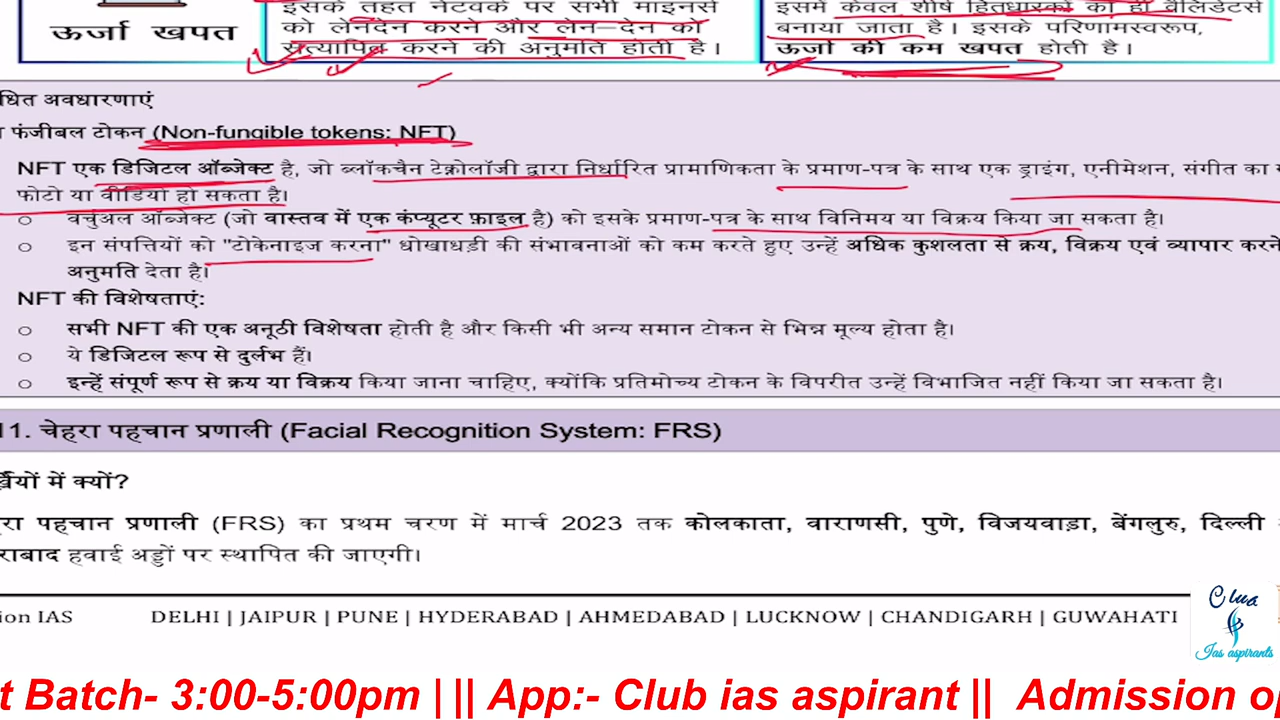 इसके तहत नेटवर्क पर सभी माइनर्स
को लेनदेन करने और लेन–देन को
सत्यापित करने की अनुमति होती है।
ऊर्जा खपत
इसमें केवल शीर्ष हितधारकों को ही वैलिडेटर्स
बनाया जाता है। इसके परिणामस्वरूप,
ऊर्जा की कम खपत होती है।
धित अवधारणाएं
फंजीबल टोकन (Non-fungible tokens: NFT)
NFT एक डिजिटल ऑब्जेक्ट है, जो ब्लॉकचैन टेक्नोलॉजी द्वारा निर्धारित प्रामाणिकता के प्रमाण-पत्र के साथ एक ड्राइंग, एनीमेशन, संगीत का
फोटो या वीडियो हो सकता है।
o वर्चुअल ऑब्जेक्ट (जो वास्तव में एक कंप्यूटर फ़ाइल है) को इसके प्रमाण-पत्र के साथ विनिमय या विक्रय किया जा सकता है।
o इन संपत्तियों को "टोकेनाइज करना" धोखाधड़ी की संभावनाओं को कम करते हुए उन्हें अधिक कुशलता से क्रय, विक्रय एवं व्यापार करने
अनुमति देता है।
NFT की विशेषताएं:
o सभी NFT की एक अनूठी विशेषता होती है और किसी भी अन्य समान टोकन से भिन्न मूल्य होता है।
o ये डिजिटल रूप से दुर्लभ हैं।
o इन्हें संपूर्ण रूप से क्रय या विक्रय किया जाना चाहिए, क्योंकि प्रतिमोच्य टोकन के विपरीत उन्हें विभाजित नहीं किया जा सकता है।
11. चेहरा पहचान प्रणाली (Facial Recognition System: FRS)
र्ख़ियों में क्यों?
रा पहचान प्रणाली (FRS) का प्रथम चरण में मार्च 2023 तक कोलकाता, वाराणसी, पुणे, विजयवाड़ा, बेंगलुरु, दिल्ली
राबाद हवाई अड्डों पर स्थापित की जाएगी।
ion IAS DELHI | JAIPUR | PUNE | HYDERABAD | AHMEDABAD | LUCKNOW | CHANDIGARH | GUWAHATI
Club
Ias aspirants
t Batch- 3:00-5:00pm | || App:- Club ias aspirant || Admission op